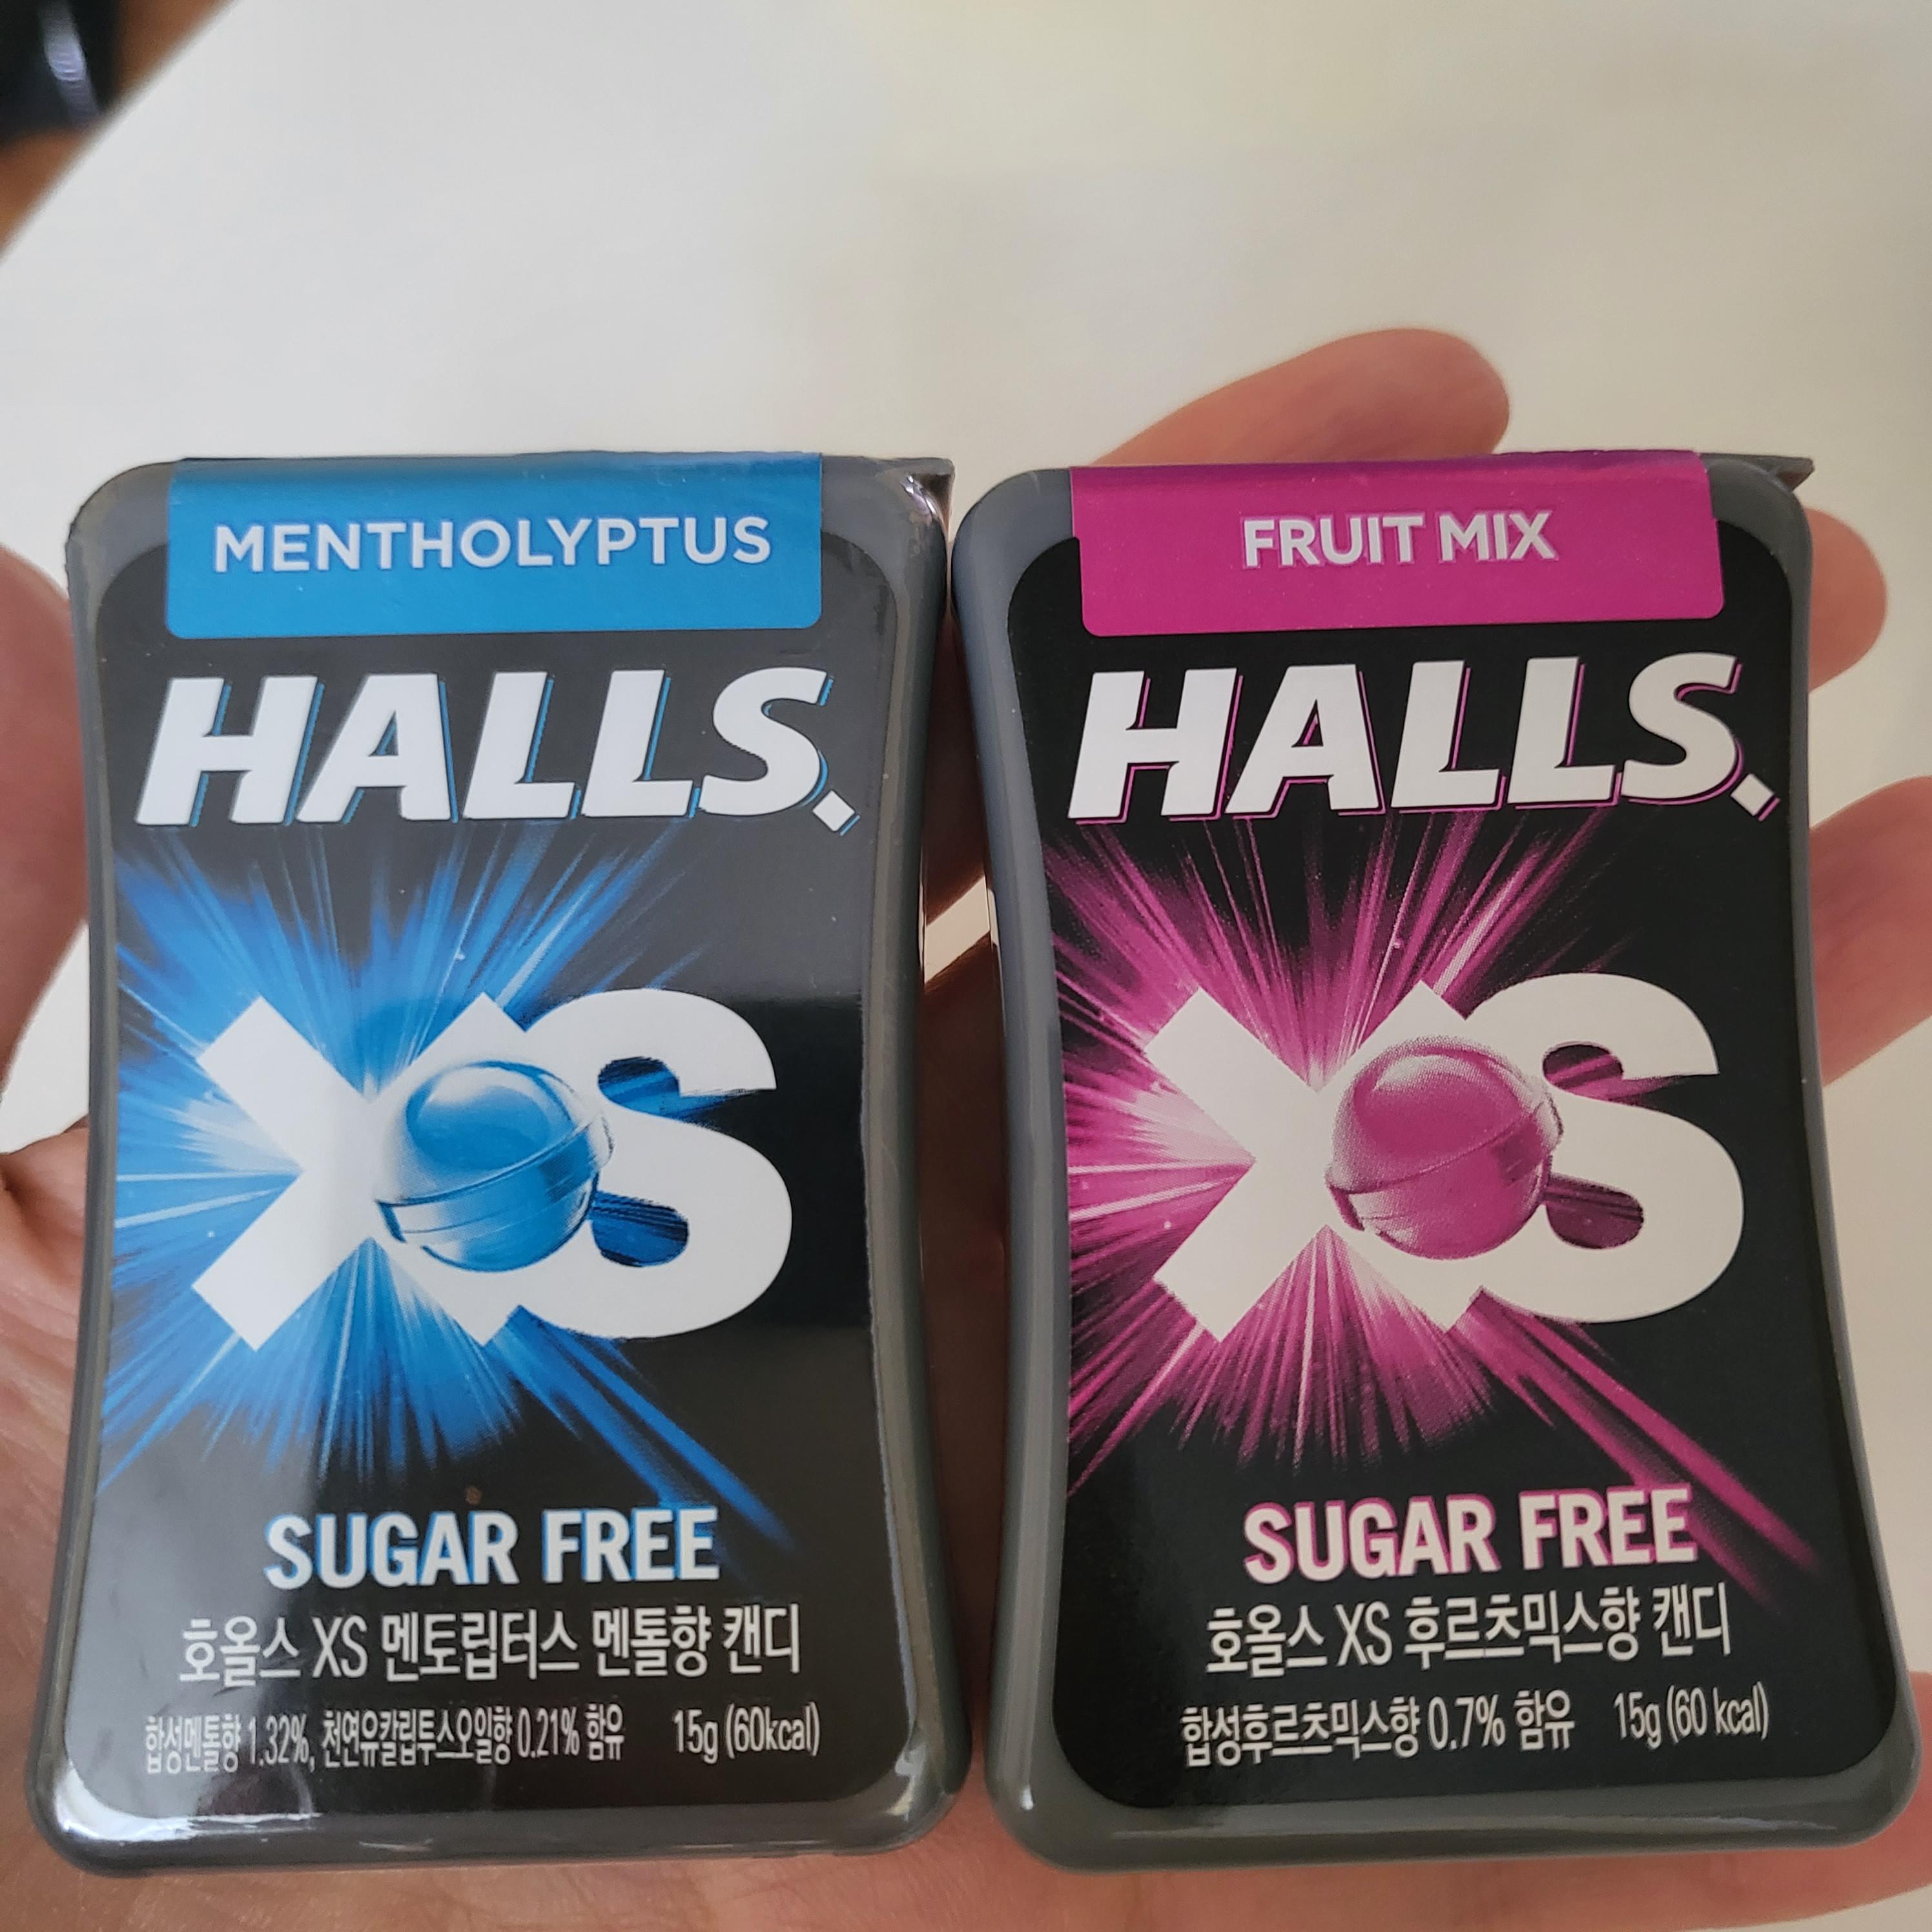 MENTHOLYPTUS
HALLS.
XS
SUGAR FREE
호올스 XS 멘토립터스 멘톨향 캔디
합성멘톨향 1.32%, 천연유칼립투스오일향 0.21% 함유 15g (60kcal)
FRUIT MIX
HALLS.
XS
SUGAR FREE
호올스 XS 후르츠믹스향 캔디
합성후르츠믹스향 0.7% 함유 15g (60 kcal)